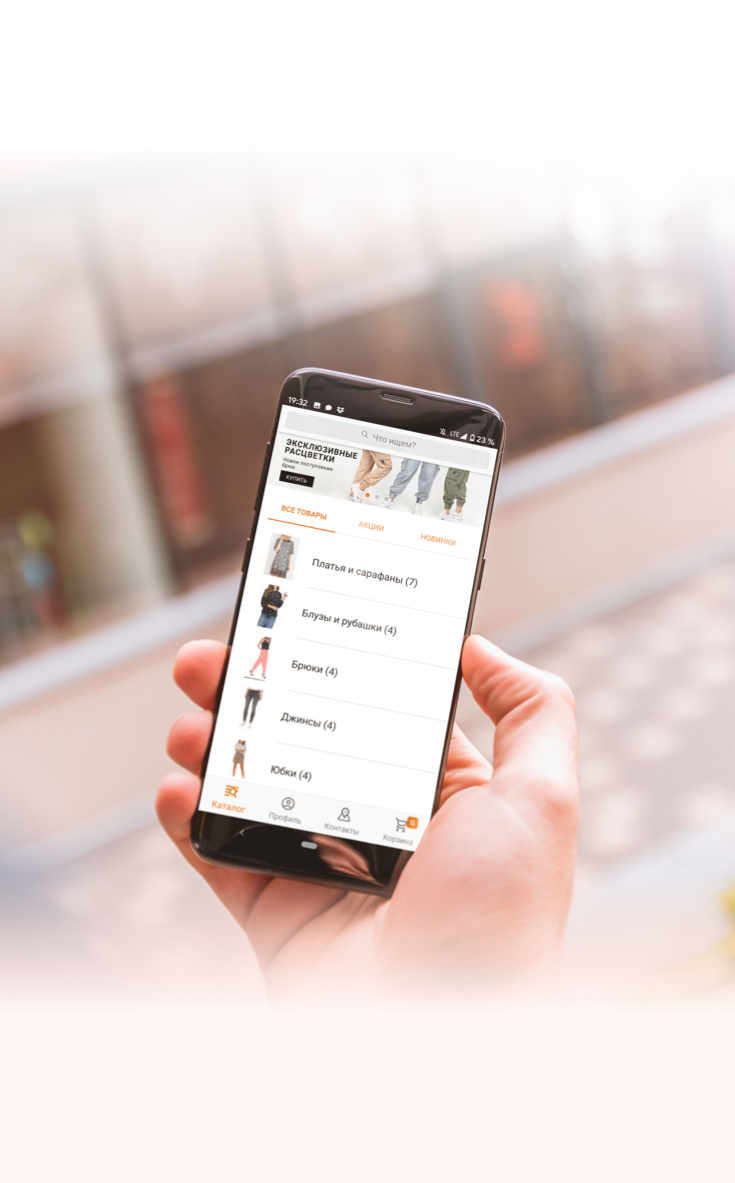 19:32
LTE 23 %
Что ищем?
ЭКСКЛЮЗИВНЫЕ
РАСЦВЕТКИ
Новое поступление
брюк
КУПИТЬ
ВСЕ ТОВАРЫ АКЦИИ НОВИНКИ
Платья и сарафаны (7)
Блузы и рубашки (4)
Брюки (4)
Джинсы (4)
Юбки (4)
Каталог Профиль Контакты Корзина
0